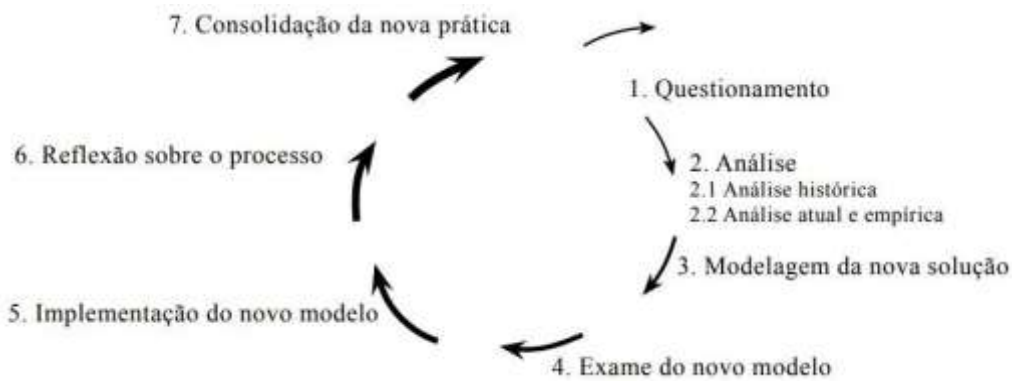 7. Consolidação da nova prática
1. Questionamento
2. Análise
2.1 Análise histórica
2.2 Análise atual e empírica
3. Modelagem da nova solução
4. Exame do novo modelo
5. Implementação do novo modelo
6. Reflexão sobre o processo